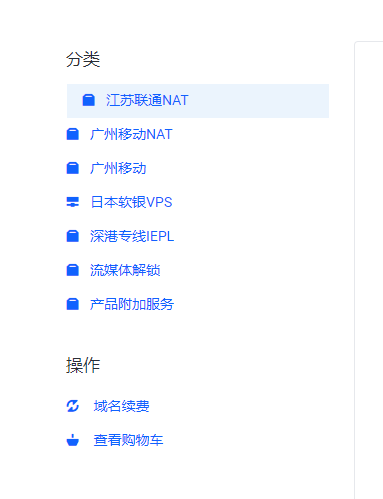 分类
江苏联通NAT
广州移动NAT
广州移动
日本软银VPS
深港专线IEPL
流媒体解锁
产品附加服务
操作
域名续费
查看购物车